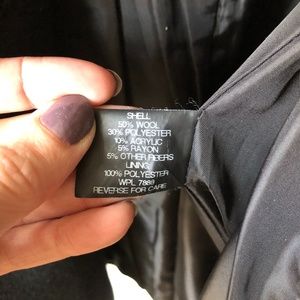 SHELL
50% WOOL
30% POLYESTER
10% ACRYLIC
5% RAYON
5% OTHER FIBERS
LINING:
100% POLYESTER
WPL 7888
REVERSE FOR CARE